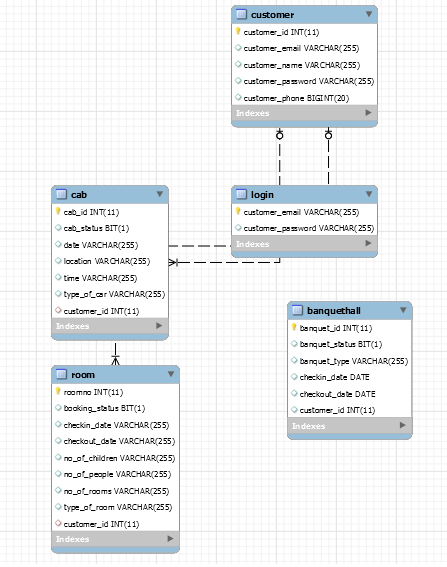 customer
customer_id INT(11)
customer_email VARCHAR(255)
customer_name VARCHAR(255)
customer_password VARCHAR(255)
customer_phone BIGINT(20)
Indexes
cab
cab_id INT(11)
cab_status BIT(1)
date VARCHAR(255)
location VARCHAR(255)
time VARCHAR(255)
type_of_car VARCHAR(255)
customer_id INT(11)
Indexes
login
customer_email VARCHAR(255)
customer_password VARCHAR(255)
Indexes
banquethall
banquet_id INT(11)
banquet_status BIT(1)
banquet_type VARCHAR(255)
checkin_date DATE
checkout_date DATE
customer_id INT(11)
Indexes
room
roomno INT(11)
booking_status BIT(1)
checkin_date VARCHAR(255)
checkout_date VARCHAR(255)
no_of_children VARCHAR(255)
no_of_people VARCHAR(255)
no_of_rooms VARCHAR(255)
type_of_room VARCHAR(255)
customer_id INT(11)
Indexes